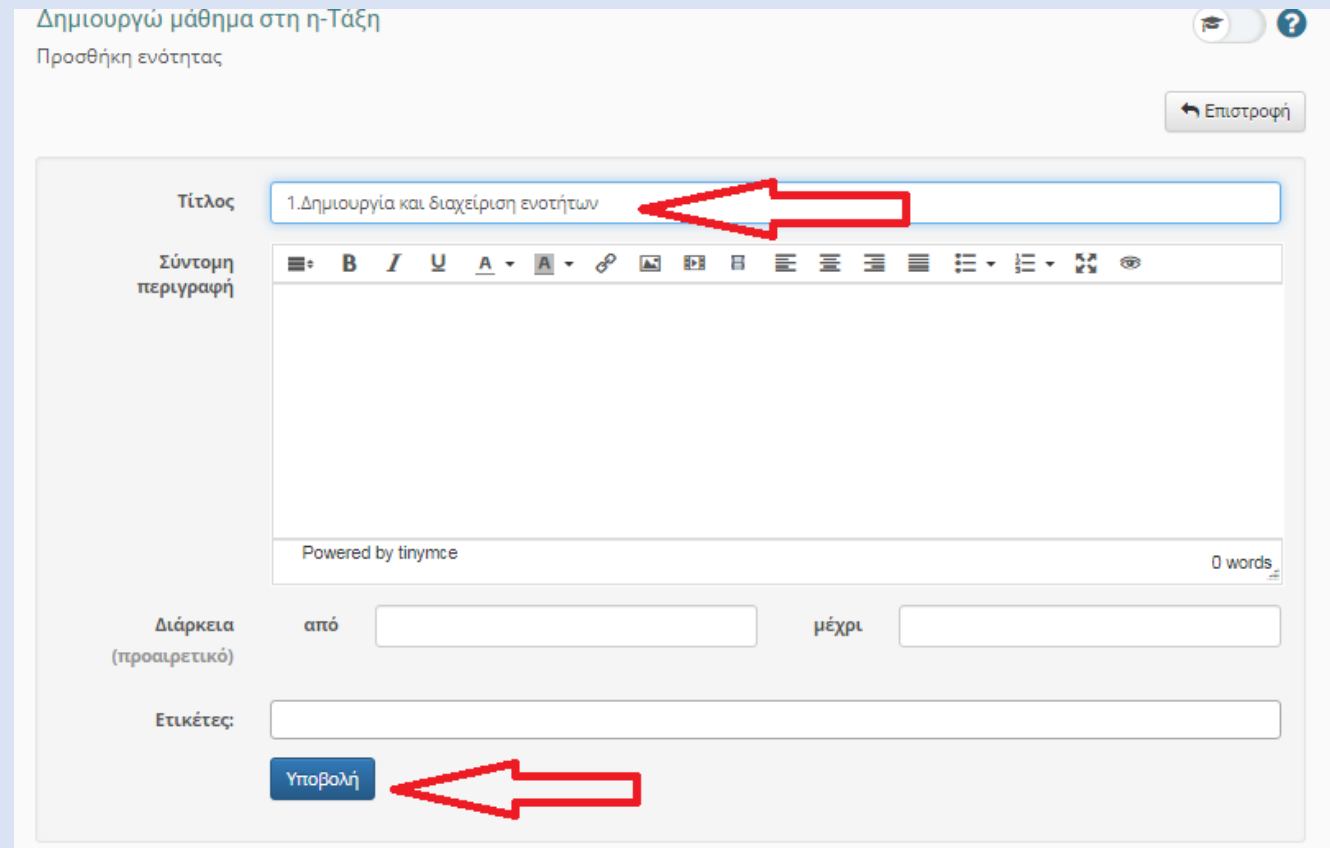 Δημιουργώ μάθημα στη η-Τάξη
Προσθήκη ενότητας
Επιστροφή
Τίτλος
1.Δημιουργία και διαχείριση ενοτήτων
Σύντομη
περιγραφή
B I U A A
Powered by tinymce
0 words
Διάρκεια από μέχρι
(προαιρετικό)
Ετικέτες:
Υποβολή